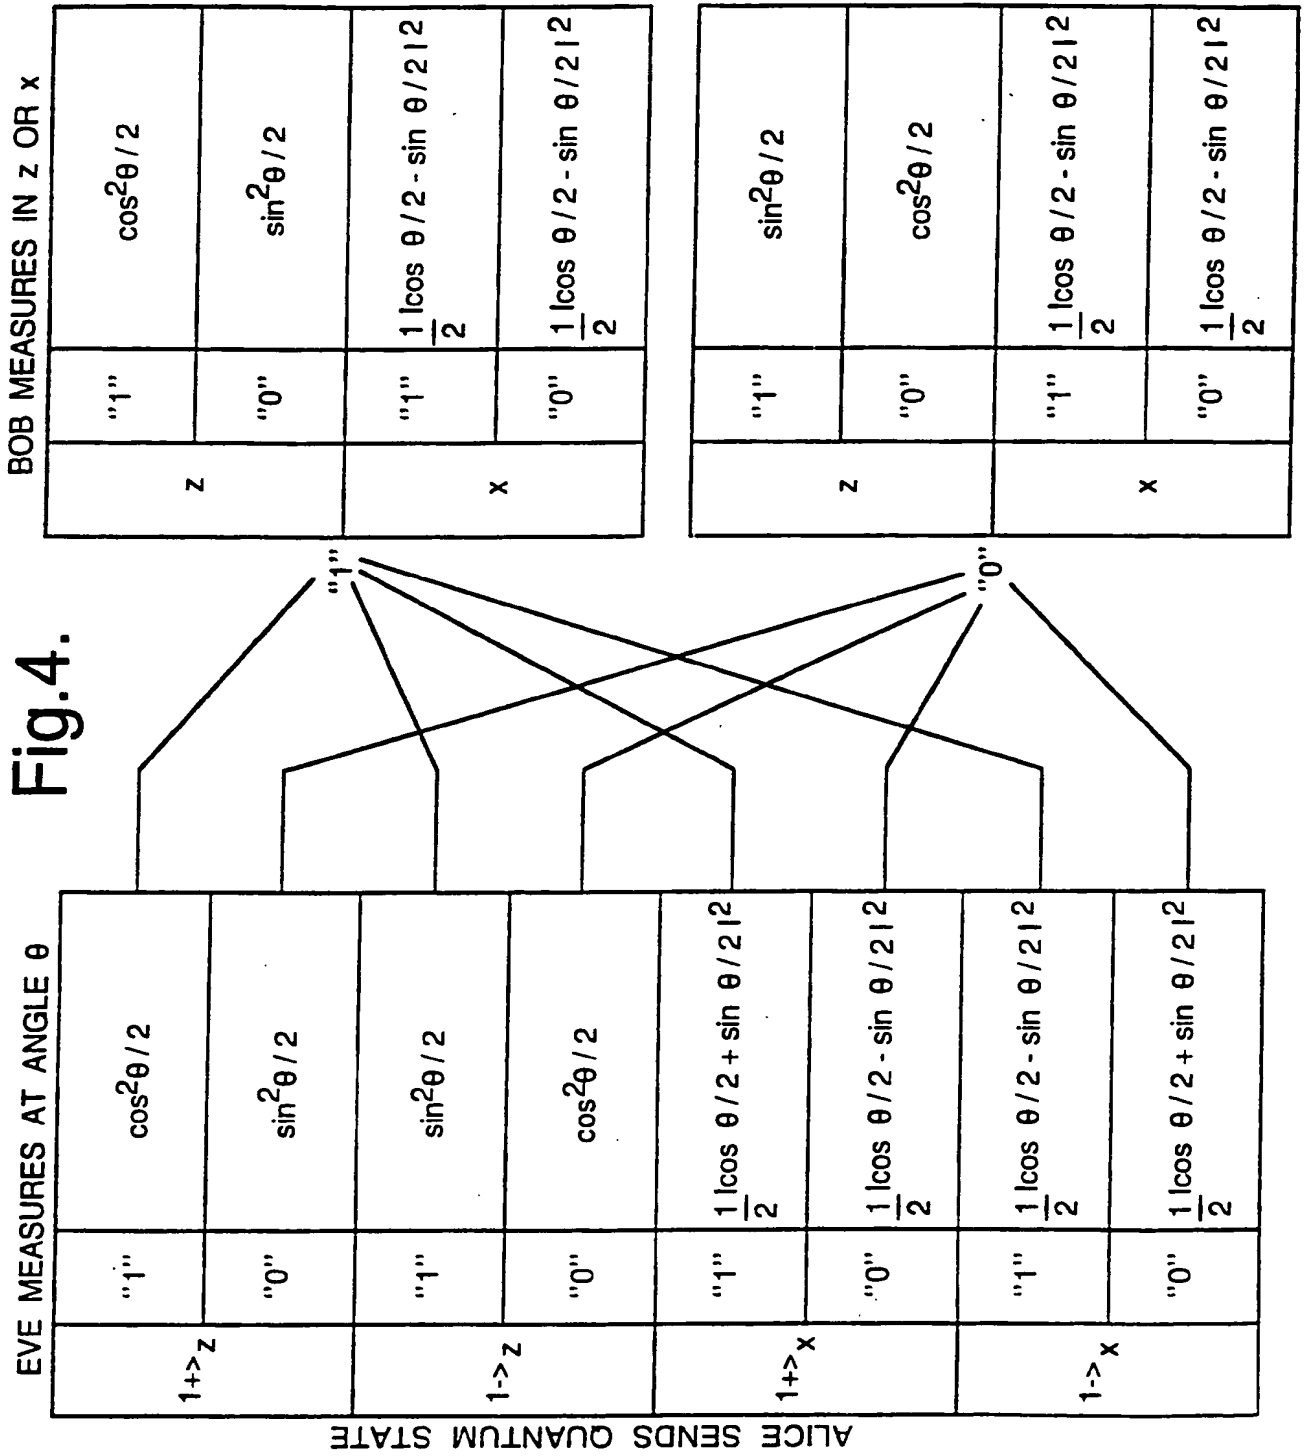 Fig.4.
EVE MEASURES AT ANGLE θ
ALICE SENDS QUANTUM STATE
1+>z
"1" cos²θ/2
"0" sin²θ/2
1->z
"1" sin²θ/2
"0" cos²θ/2
1+>x
"1" 1/2 |cos θ/2 + sin θ/2|²
"0" 1/2 |cos θ/2 - sin θ/2|²
1->x
"1" 1/2 |cos θ/2 - sin θ/2|²
"0" 1/2 |cos θ/2 + sin θ/2|²
BOB MEASURES IN z OR x
"1"
z
"1" cos²θ/2
"0" sin²θ/2
x
"1" 1/2 |cos θ/2 - sin θ/2|²
"0" 1/2 |cos θ/2 - sin θ/2|²
"0"
z
"1" sin²θ/2
"0" cos²θ/2
x
"1" 1/2 |cos θ/2 - sin θ/2|²
"0" 1/2 |cos θ/2 - sin θ/2|²